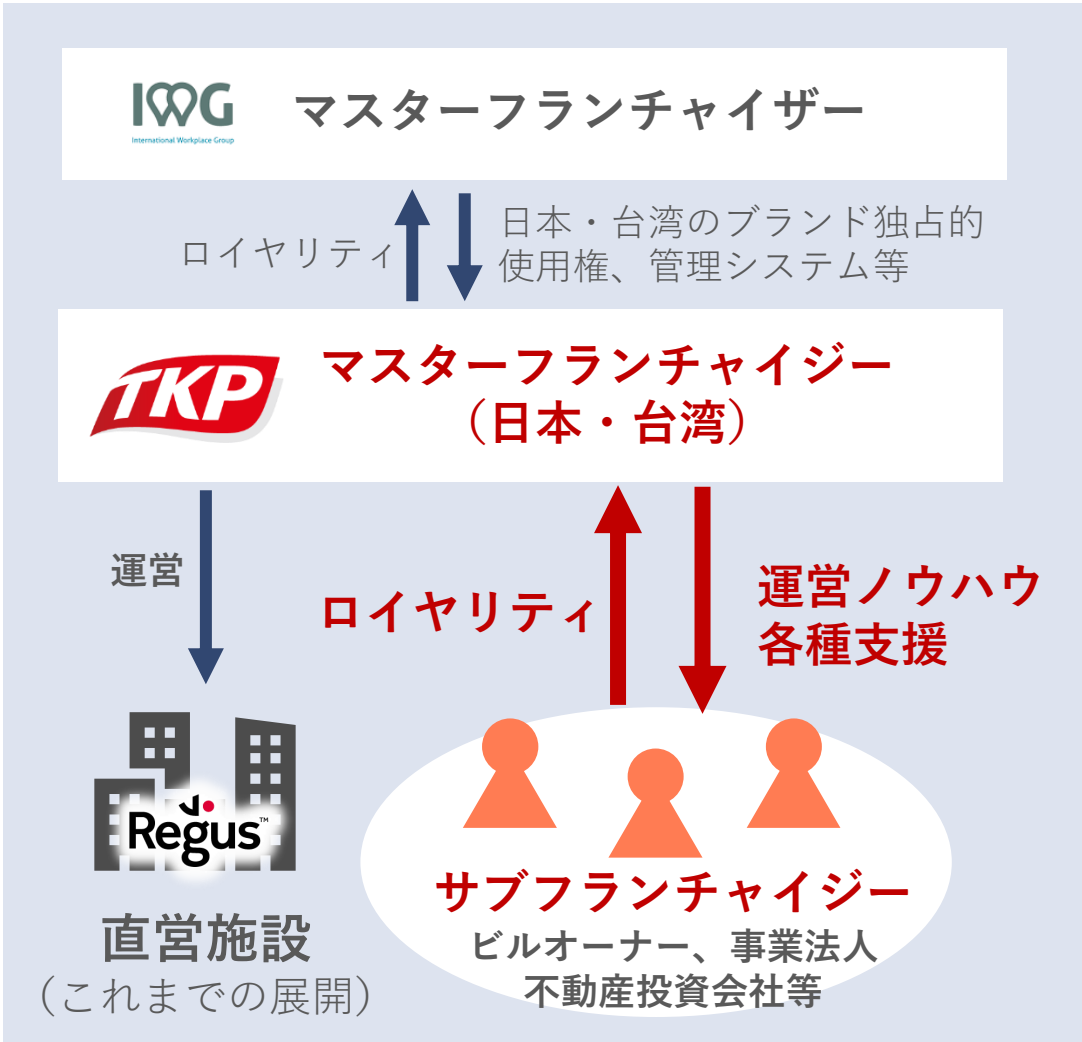 IWG
International Workplace Group
マスターフランチャイザー
ロイヤリティ
日本・台湾のブランド独占的
使用権、管理システム等
TKP
マスターフランチャイジー
（日本・台湾）
運営
ロイヤリティ
運営ノウハウ
各種支援
Regus™
直営施設
（これまでの展開）
サブフランチャイジー
ビルオーナー、事業法人
不動産投資会社等